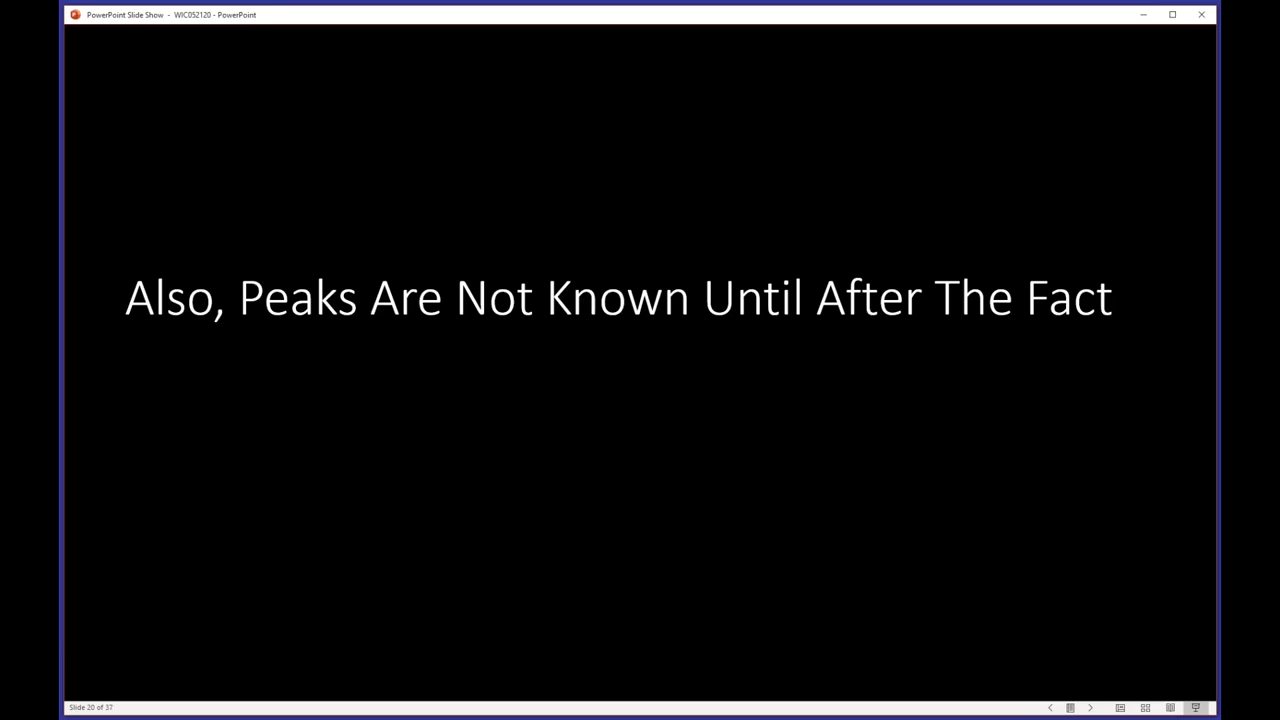 PowerPoint Slide Show - WIC052120 - PowerPoint
Also, Peaks Are Not Known Until After The Fact
Slide 20 of 37